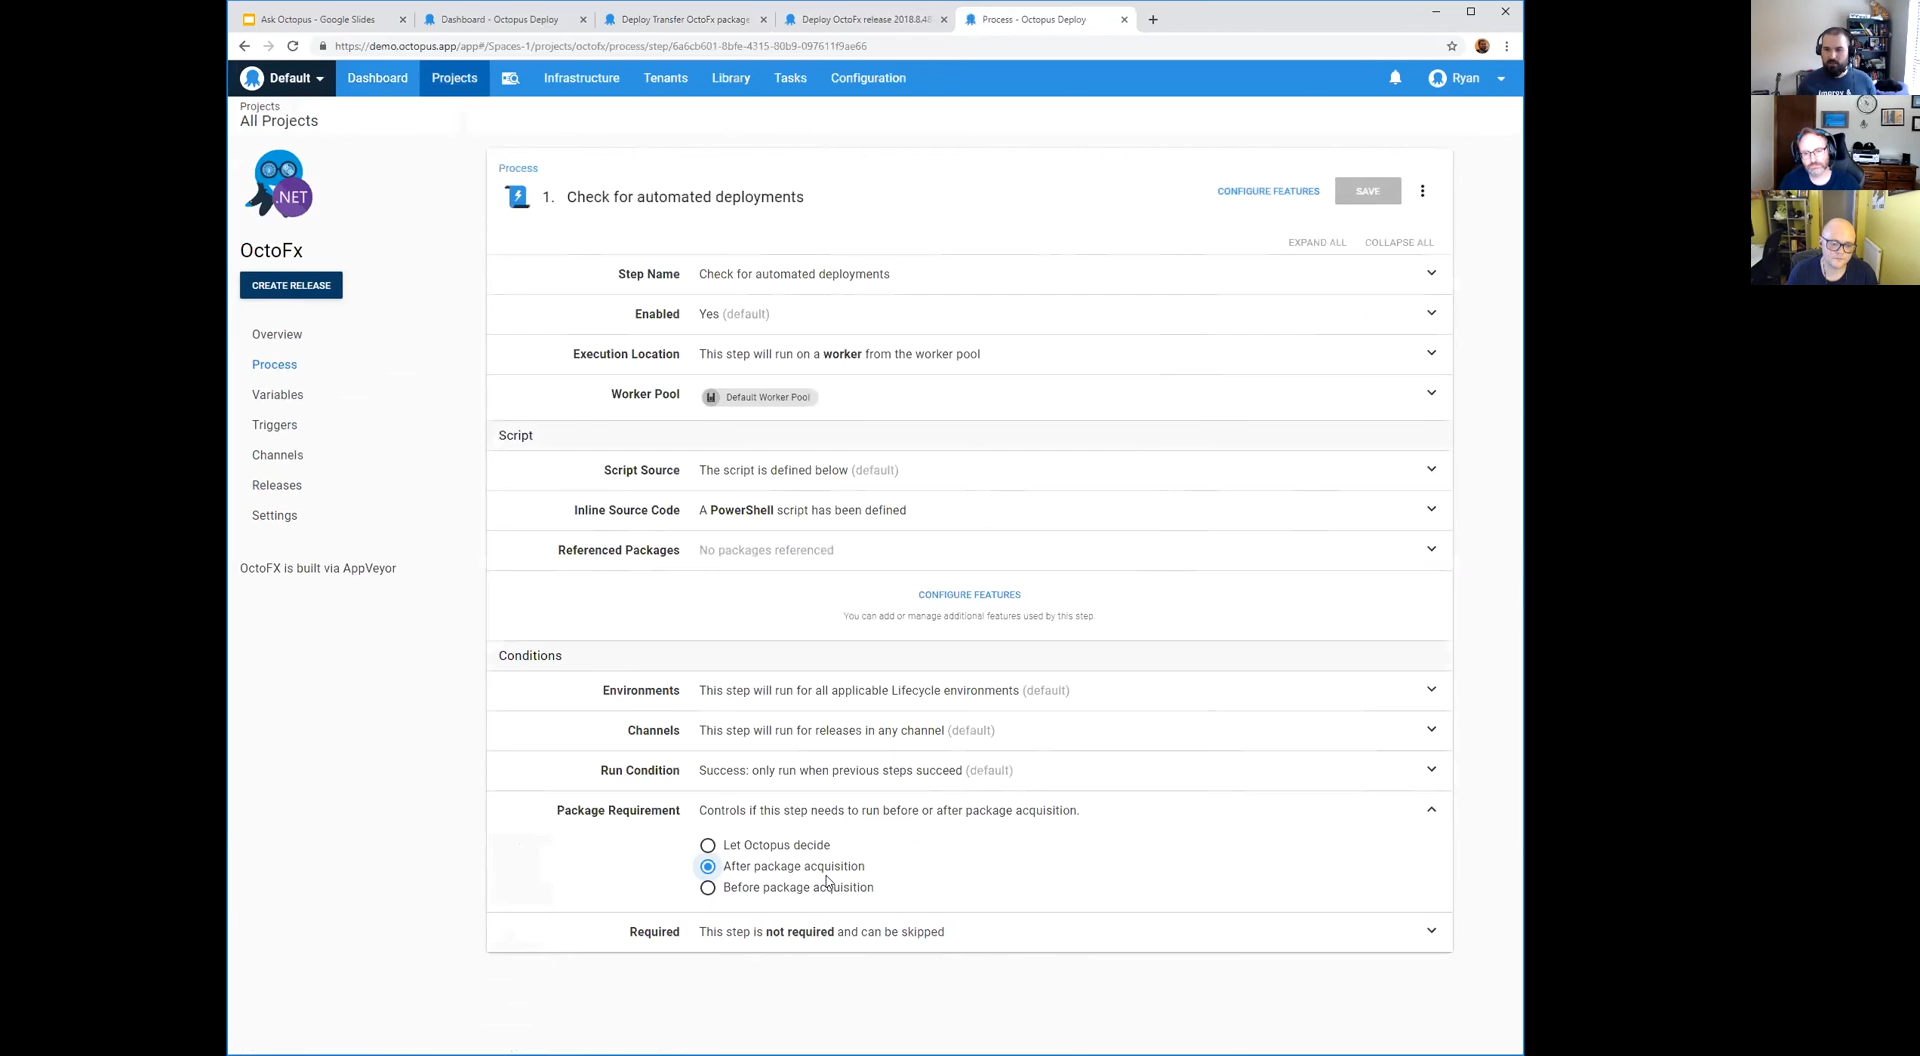 Ask Octopus - Google Slides
Dashboard - Octopus Deploy
Deploy Transfer OctoFx package
Deploy OctoFx release 2018.8.48
Process - Octopus Deploy
https://demo.octopus.app/app#/Spaces-1/projects/octofx/process/step/6a6cb601-8bfe-4315-80b9-097611f9ae66
Default Dashboard Projects Infrastructure Tenants Library Tasks Configuration Ryan
Projects
All Projects
.NET
OctoFx
CREATE RELEASE
Overview
Process
Variables
Triggers
Channels
Releases
Settings
OctoFX is built via AppVeyor
Process
1. Check for automated deployments
CONFIGURE FEATURES SAVE
EXPAND ALL COLLAPSE ALL
Step Name Check for automated deployments
Enabled Yes (default)
Execution Location This step will run on a worker from the worker pool
Worker Pool Default Worker Pool
Script
Script Source The script is defined below (default)
Inline Source Code A PowerShell script has been defined
Referenced Packages No packages referenced
CONFIGURE FEATURES
You can add or manage additional features used by this step.
Conditions
Environments This step will run for all applicable Lifecycle environments (default)
Channels This step will run for releases in any channel (default)
Run Condition Success: only run when previous steps succeed (default)
Package Requirement Controls if this step needs to run before or after package acquisition.
Let Octopus decide
After package acquisition
Before package acquisition
Required This step is not required and can be skipped